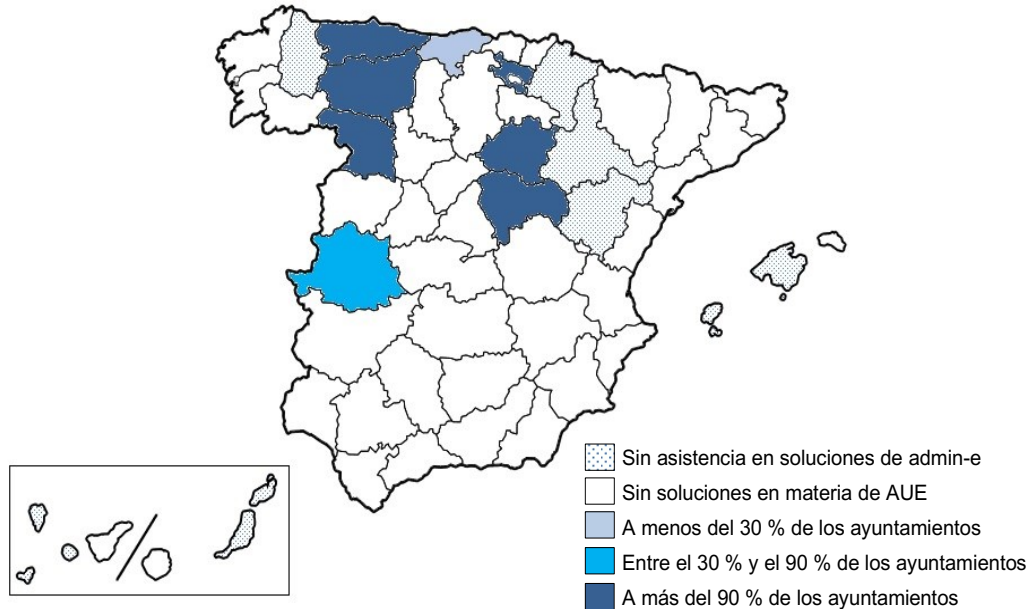 Sin asistencia en soluciones de admin-e
Sin soluciones en materia de AUE
A menos del 30 % de los ayuntamientos
Entre el 30 % y el 90 % de los ayuntamientos
A más del 90 % de los ayuntamientos